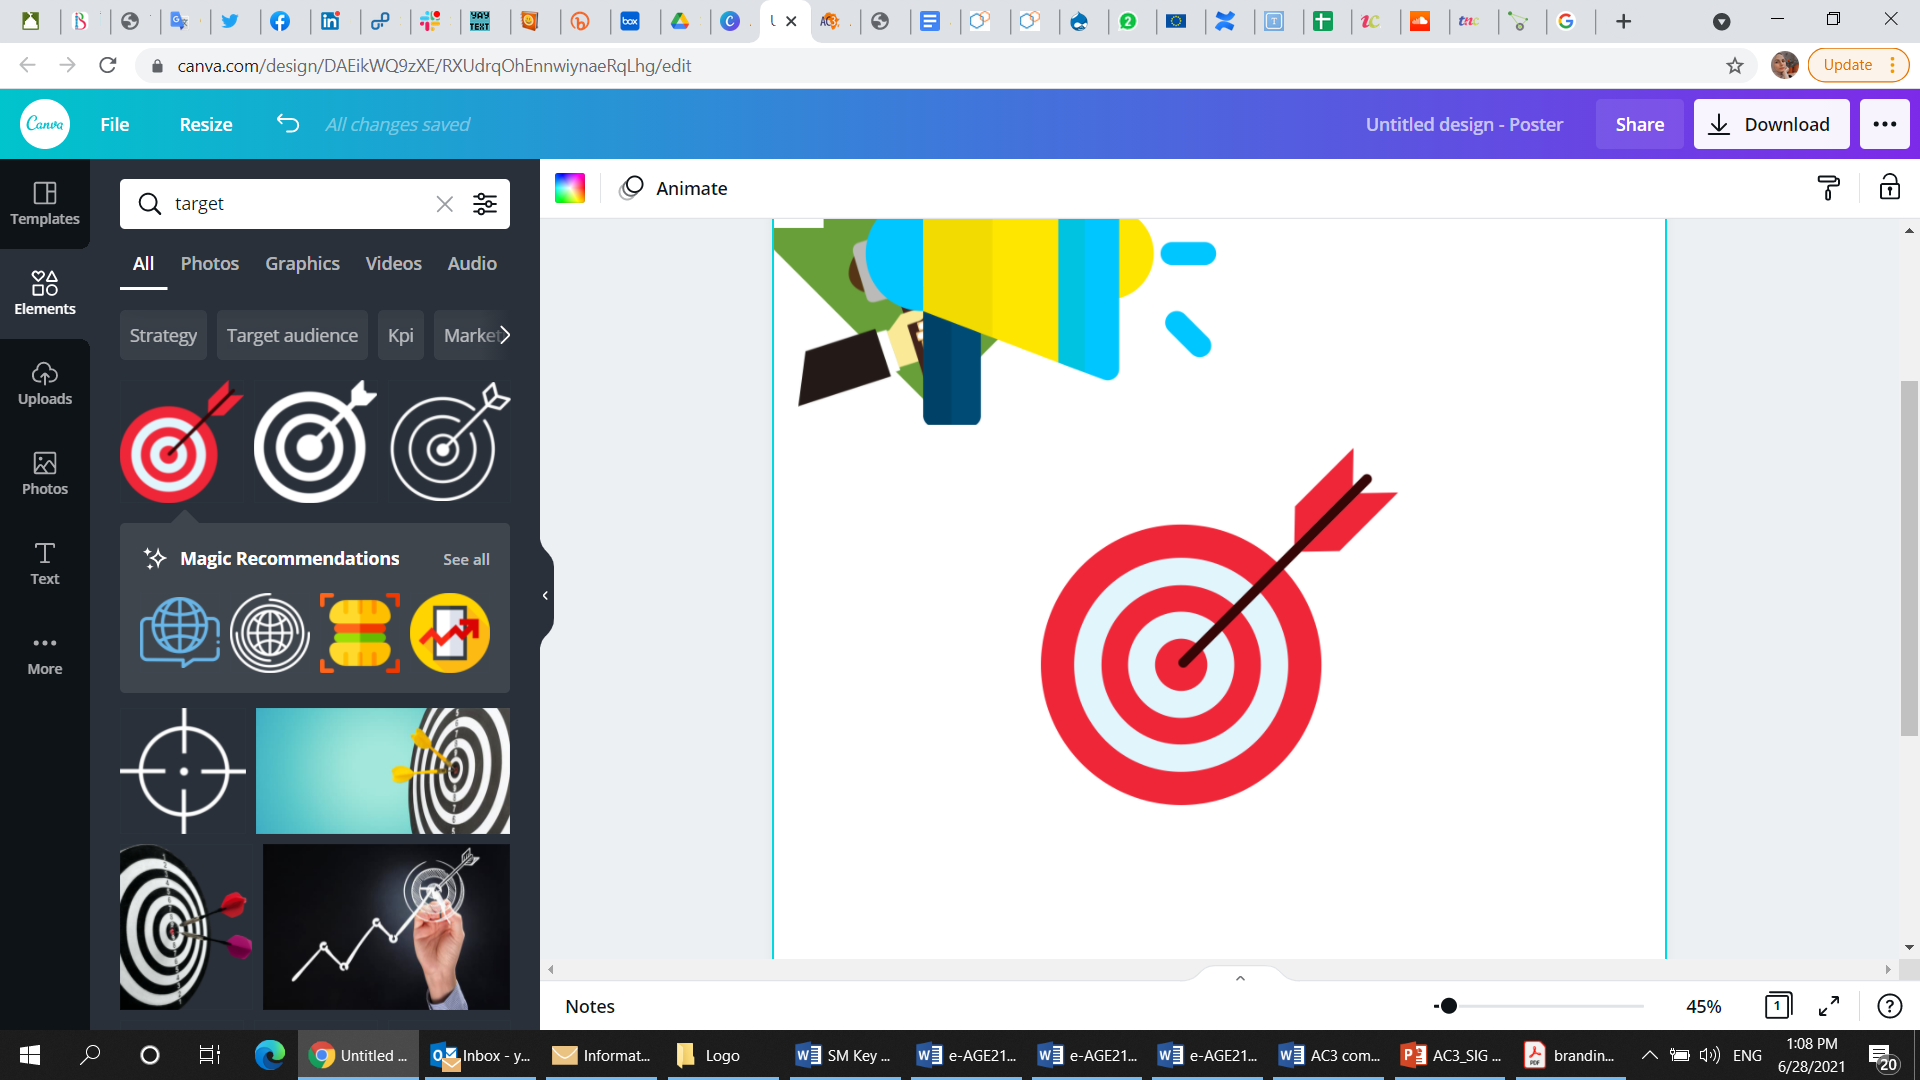 canva.com/design/DAEikWQ9zXE/RXUdrqOhEnnwiynaeRqLhg/edit
Update
Canva
File
Resize
All changes saved
Untitled design - Poster
Share
Download
Templates
Elements
Uploads
Photos
Text
More
target
All
Photos
Graphics
Videos
Audio
Strategy
Target audience
Kpi
Market
Magic Recommendations
See all
Animate
Notes
45%
1
Untitled ...
Inbox - y...
Informat...
Logo
SM Key ...
e-AGE21...
e-AGE21...
e-AGE21...
AC3 com...
AC3_SIG ...
brandin...
ENG
1:08 PM
6/28/2021
20